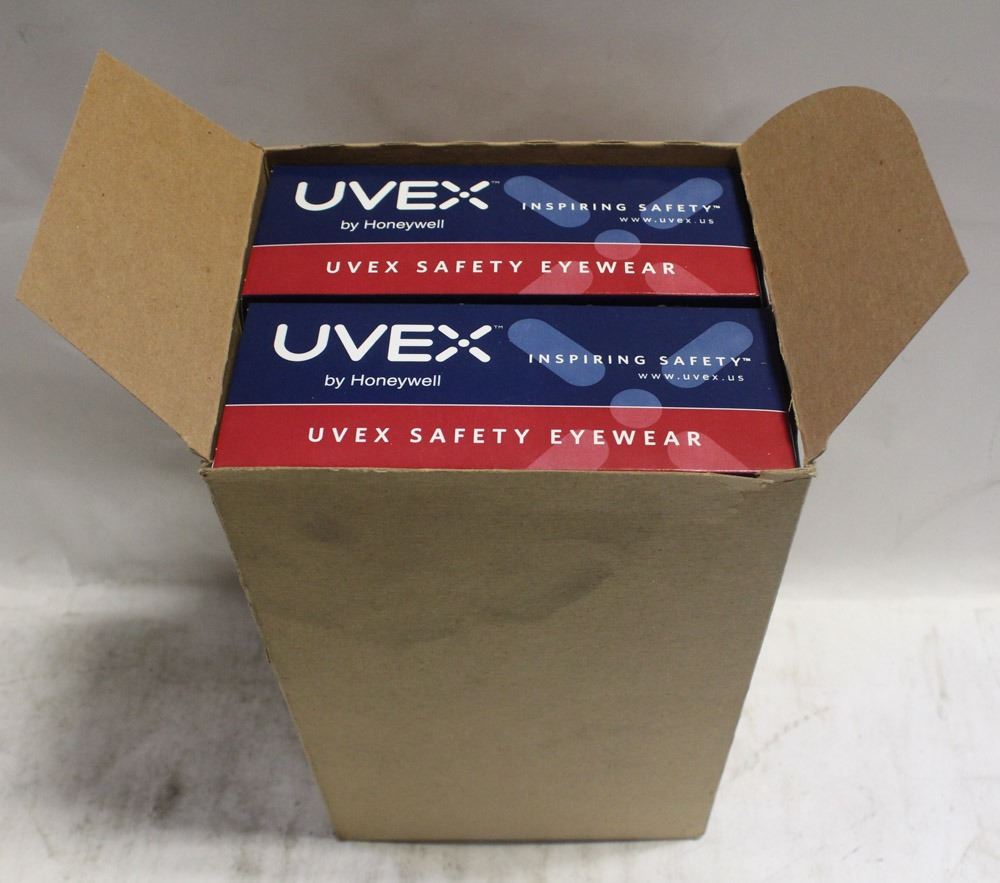 UVEX™
by Honeywell
INSPIRING SAFETY™
www.uvex.us
UVEX SAFETY EYEWEAR
UVEX™
by Honeywell
INSPIRING SAFETY™
www.uvex.us
UVEX SAFETY EYEWEAR